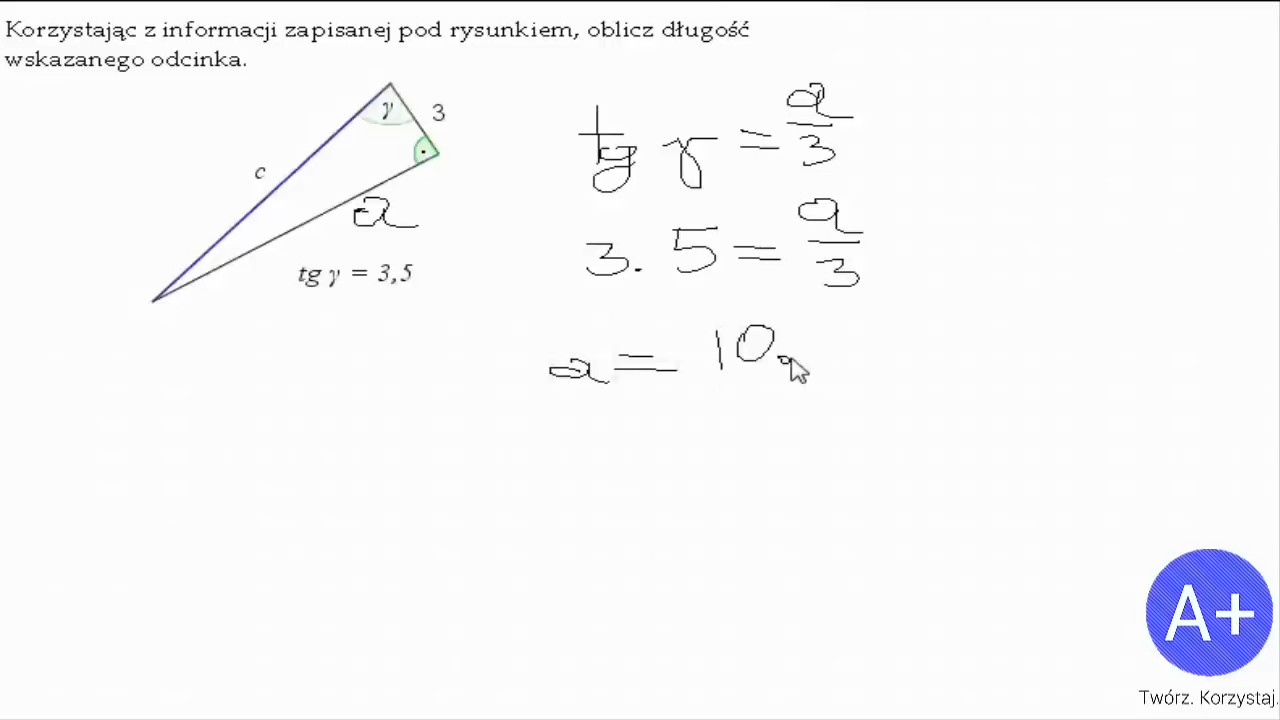 Korzystając z informacji zapisanej pod rysunkiem, oblicz długość
wskazanego odcinka.
γ
3
c
a
tg γ = 3,5
tg γ = a/3
3.5 = a/3
a = 10.
A+
Twórz. Korzystaj.